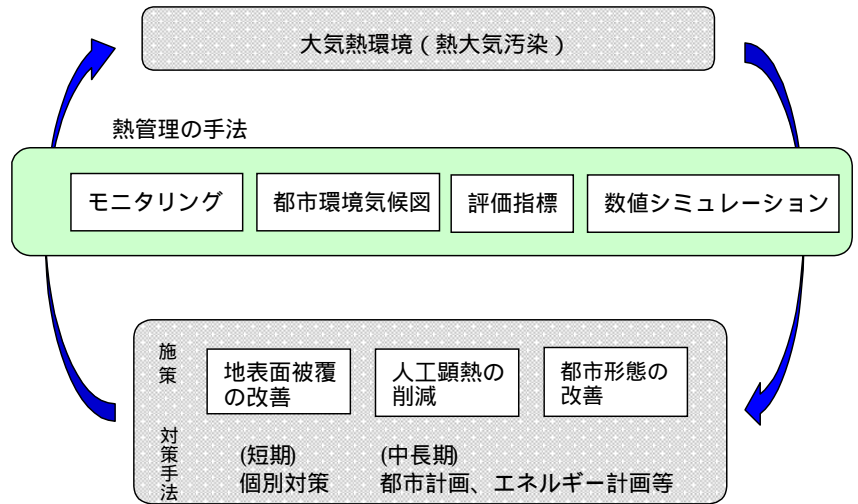 大気熱環境（熱大気汚染）
熱管理の手法
モニタリング
都市環境気候図
評価指標
数値シミュレーション
施策
地表面被覆
の改善
人工顕熱の
削減
都市形態の
改善
対策手法
(短期)
個別対策
(中長期)
都市計画、エネルギー計画等